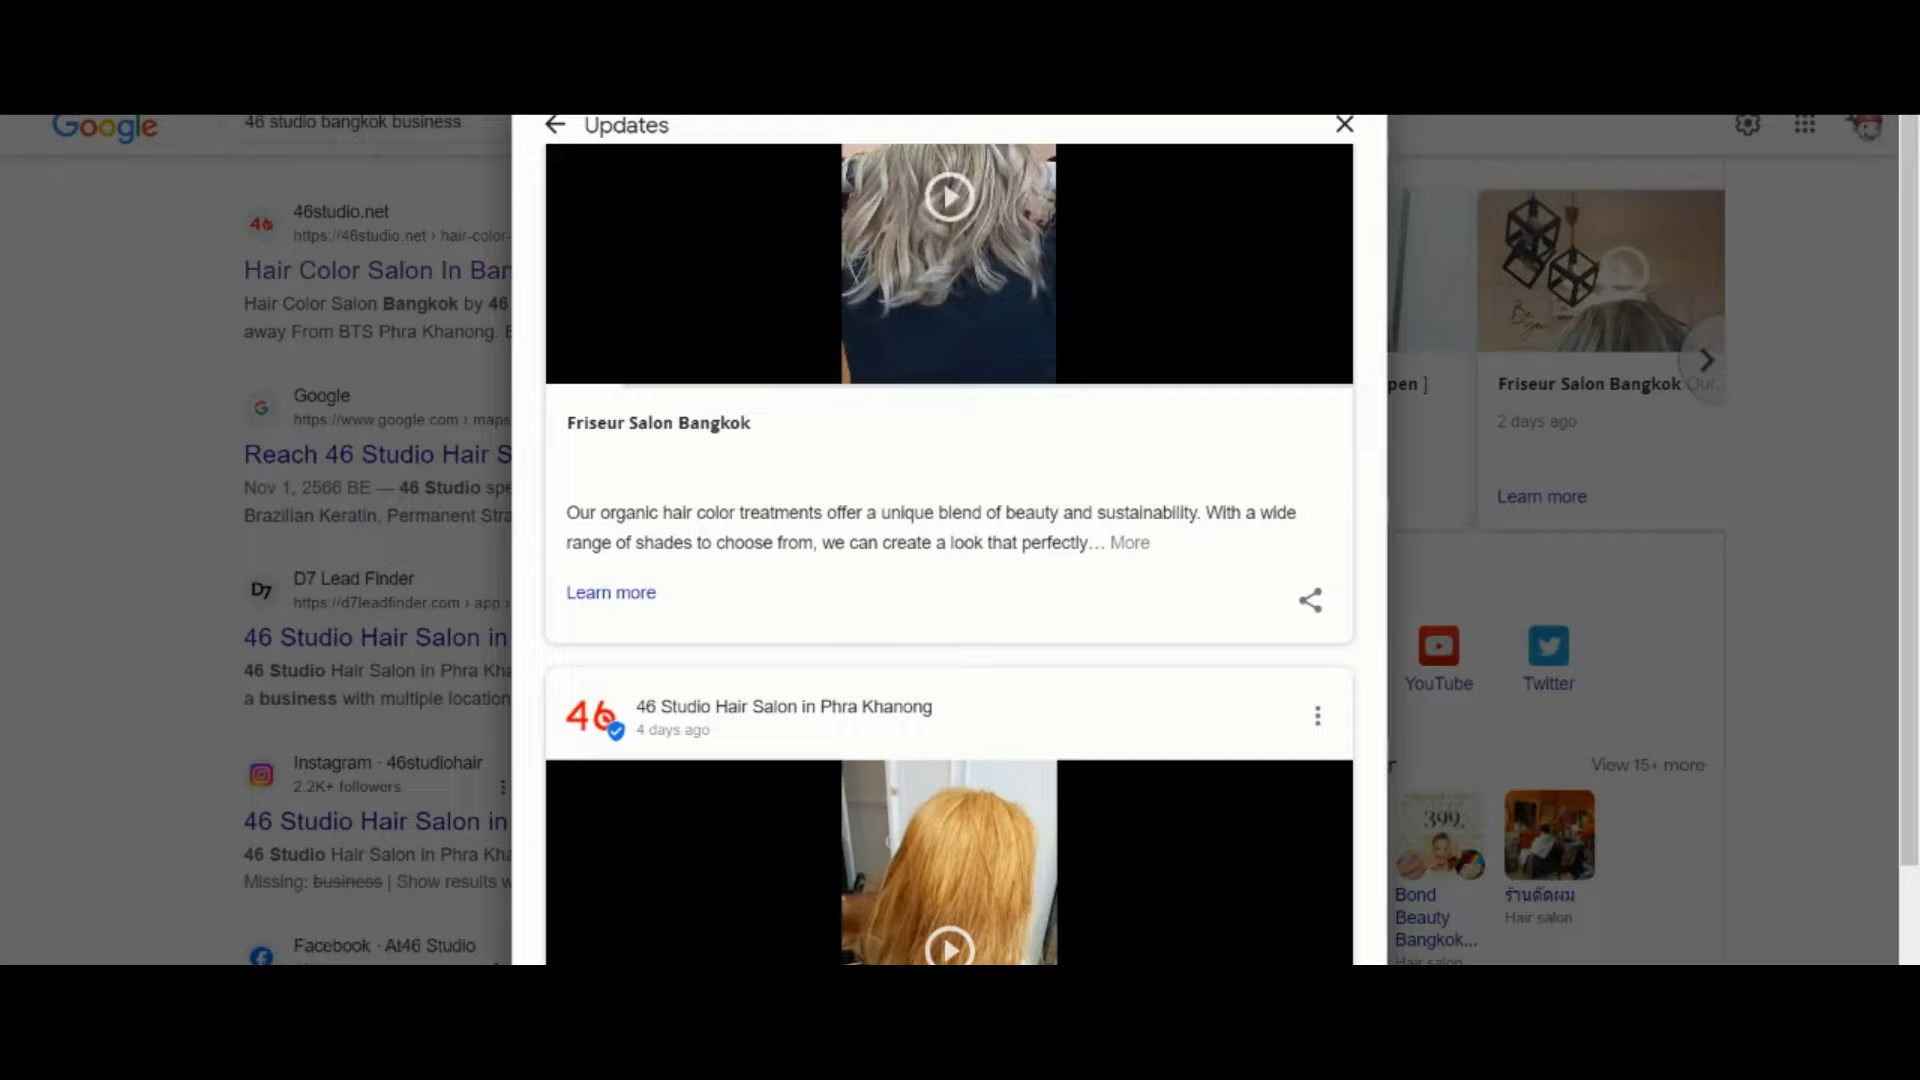 Google
46 studio bangkok business
Updates
46
46studio.net
https://46studio.net › hair-color-
Hair Color Salon In Ban
Hair Color Salon Bangkok by 46
away From BTS Phra Khanong. E
Google
https://www.google.com › maps
Reach 46 Studio Hair S
Nov 1, 2566 BE — 46 Studio spe
Brazilian Keratin, Permanent Stra
D7
D7 Lead Finder
https://d7leadfinder.com › app ›
46 Studio Hair Salon in
46 Studio Hair Salon in Phra Kha
a business with multiple location
Instagram · 46studiohair
2.2K+ followers
46 Studio Hair Salon in
46 Studio Hair Salon in Phra Kha
Missing: business | Show results w
Facebook · At46 Studio
Friseur Salon Bangkok
Our organic hair color treatments offer a unique blend of beauty and sustainability. With a wide
range of shades to choose from, we can create a look that perfectly… More
Learn more
46
46 Studio Hair Salon in Phra Khanong
4 days ago
pen ]
Friseur Salon Bangkok Our
2 days ago
Learn more
YouTube
Twitter
r
View 15+ more
399.
Bond
Beauty
Bangkok...
Hair salon
ร้านตัดผม
Hair salon